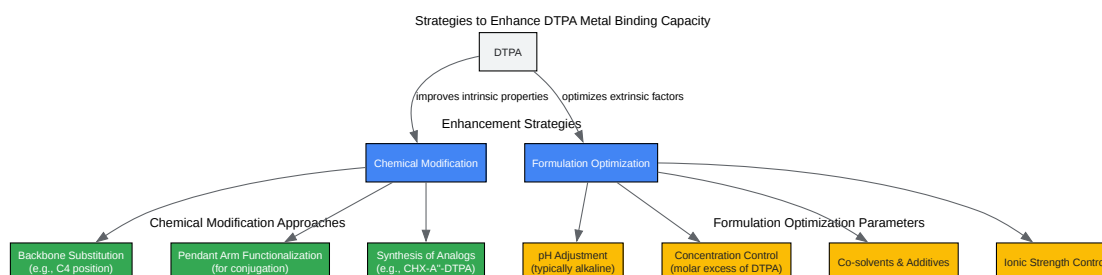 Strategies to Enhance DTPA Metal Binding Capacity
DTPA
improves intrinsic properties
optimizes extrinsic factors
Enhancement Strategies
Chemical Modification
Formulation Optimization
Chemical Modification Approaches
Formulation Optimization Parameters
Backbone Substitution
(e.g., C4 position)
Pendant Arm Functionalization
(for conjugation)
Synthesis of Analogs
(e.g., CHX-A"-DTPA)
pH Adjustment
(typically alkaline)
Concentration Control
(molar excess of DTPA)
Co-solvents & Additives
Ionic Strength Control